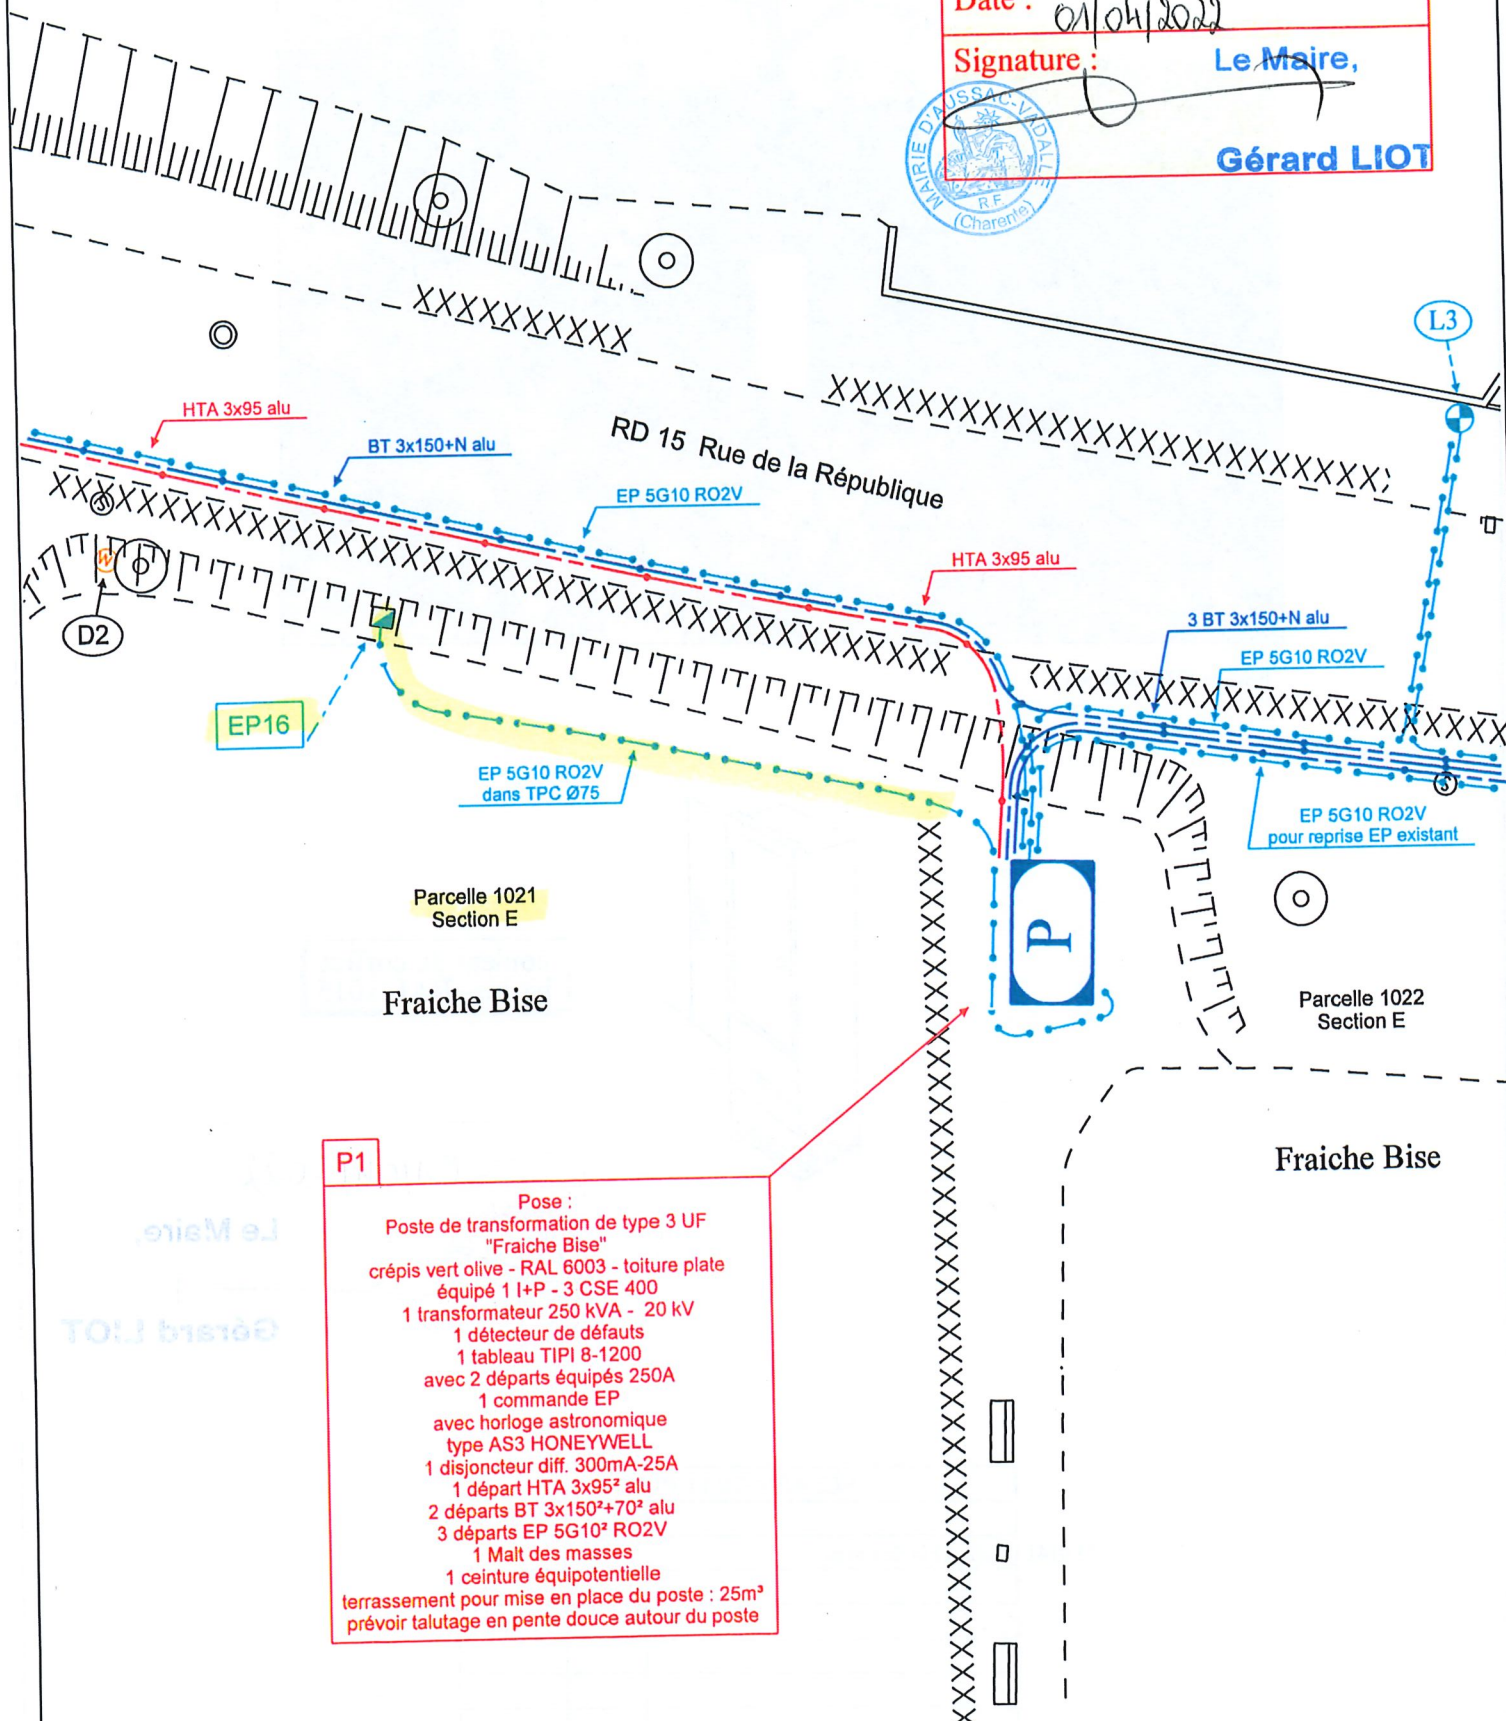 Date : 01/04/2022
Signature :
Le Maire,
MAIRIE D'AUSSAC-VADALLE
R.F.
(Charente)
Gérard LIOT
L3
HTA 3x95 alu
BT 3x150+N alu
EP 5G10 RO2V
RD 15 Rue de la République
HTA 3x95 alu
D2
3 BT 3x150+N alu
EP 5G10 RO2V
EP16
EP 5G10 RO2V
dans TPC Ø75
EP 5G10 RO2V
pour reprise EP existant
Parcelle 1021
Section E
P
Fraiche Bise
Parcelle 1022
Section E
Fraiche Bise
P1
Pose :
Poste de transformation de type 3 UF
"Fraiche Bise"
crépis vert olive - RAL 6003 - toiture plate
équipé 1 I+P - 3 CSE 400
1 transformateur 250 kVA - 20 kV
1 détecteur de défauts
1 tableau TIPI 8-1200
avec 2 départs équipés 250A
1 commande EP
avec horloge astronomique
type AS3 HONEYWELL
1 disjoncteur diff. 300mA-25A
1 départ HTA 3x95² alu
2 départs BT 3x150²+70² alu
3 départs EP 5G10² RO2V
1 Malt des masses
1 ceinture équipotentielle
terrassement pour mise en place du poste : 25m³
prévoir talutage en pente douce autour du poste
Le Maire,
Gérard LIOT